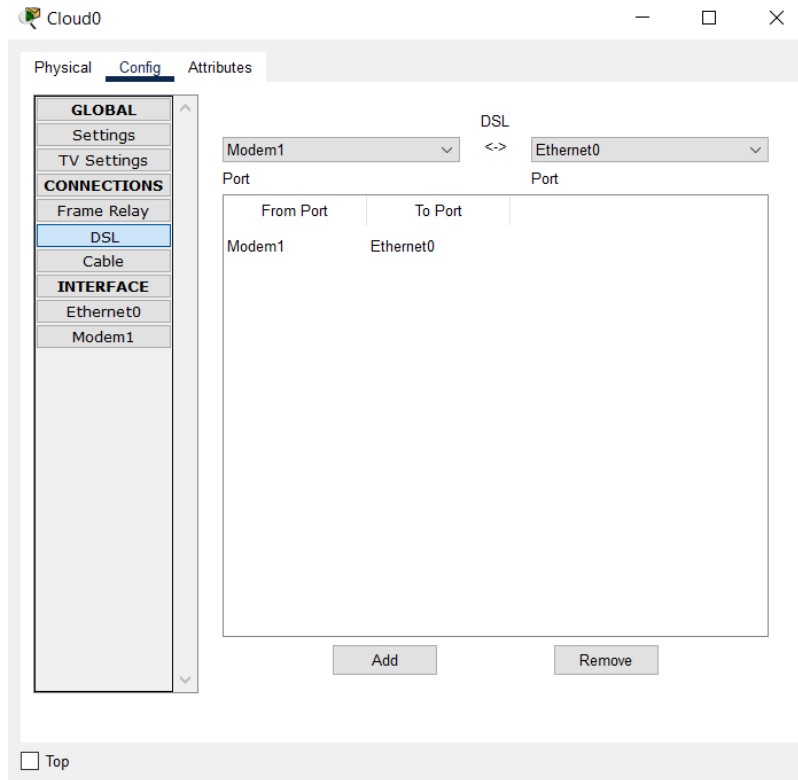 Cloud0
Physical Config Attributes
GLOBAL
Settings
TV Settings
CONNECTIONS
Frame Relay
DSL
Cable
INTERFACE
Ethernet0
Modem1
DSL
Modem1 <-> Ethernet0
Port Port
From Port To Port
Modem1 Ethernet0
Add Remove
Top